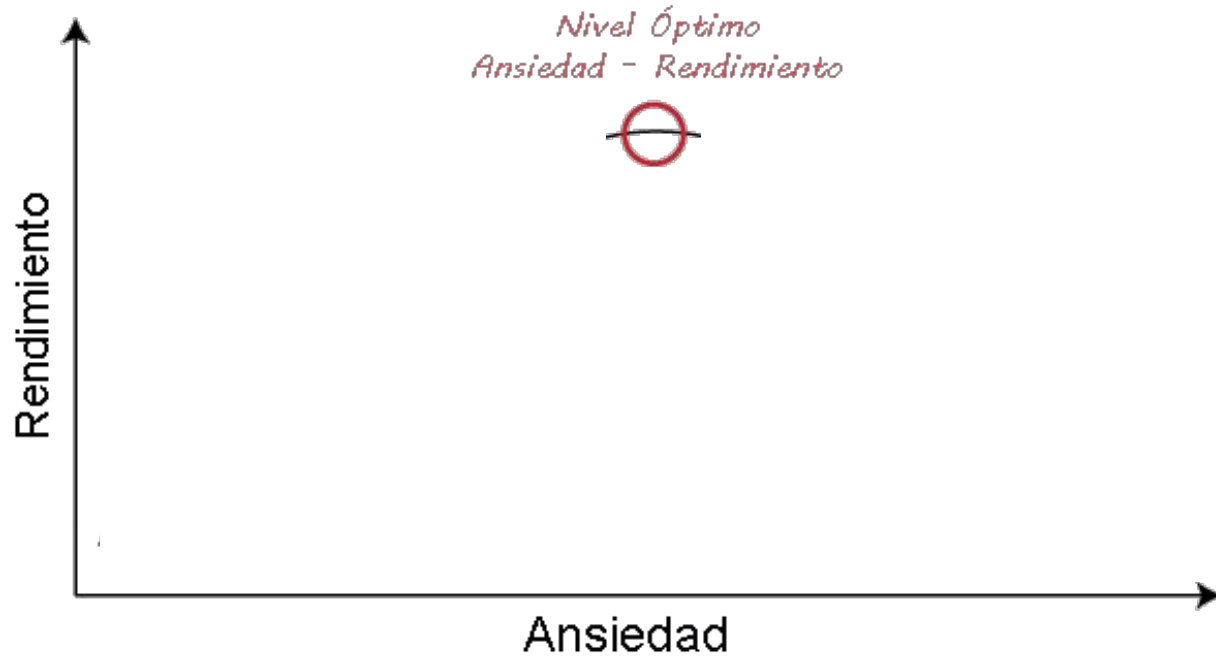 Nivel Óptimo
Ansiedad - Rendimiento
Rendimiento
Ansiedad